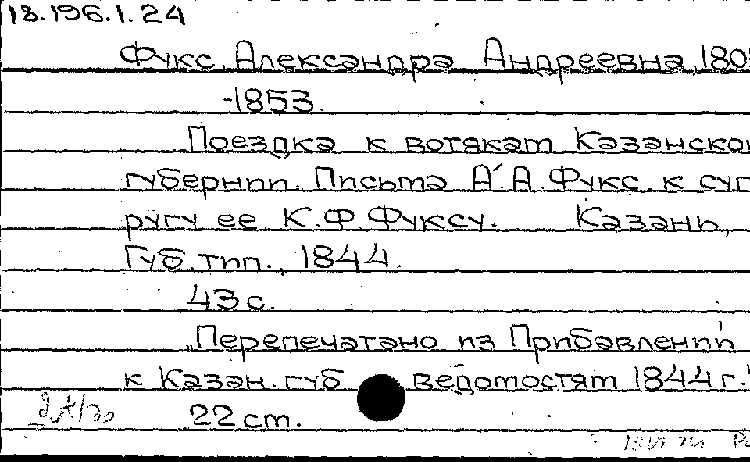 18.196.1.24
Фукс, Александра Андреевна, 180
-1853.
Поездка к вотякам Казанской
губернии. Письма А.А.Фукс к суп
ругу ее К.Ф.Фуксу. Казань,
Губ.тип., 1844.
43 с.
"Перепечатано из Прибавлений
к Казан.губ ведомостям 1844 г."
22 cm.